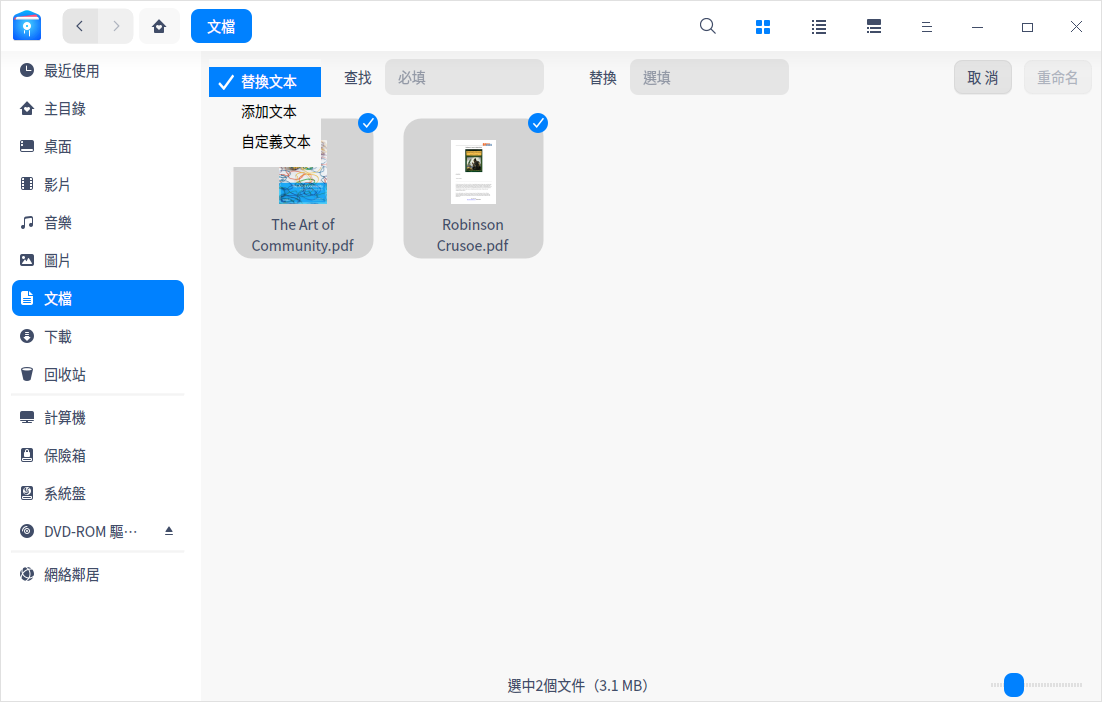 文檔
最近使用
主目錄
桌面
影片
音樂
圖片
文檔
下載
回收站
計算機
保險箱
系統盤
DVD-ROM 驅···
網絡鄰居
替換文本
添加文本
自定義文本
查找
必填
替換
選填
取 消
重命名
The Art of
Community.pdf
Robinson
Crusoe.pdf
選中2個文件（3.1 MB）